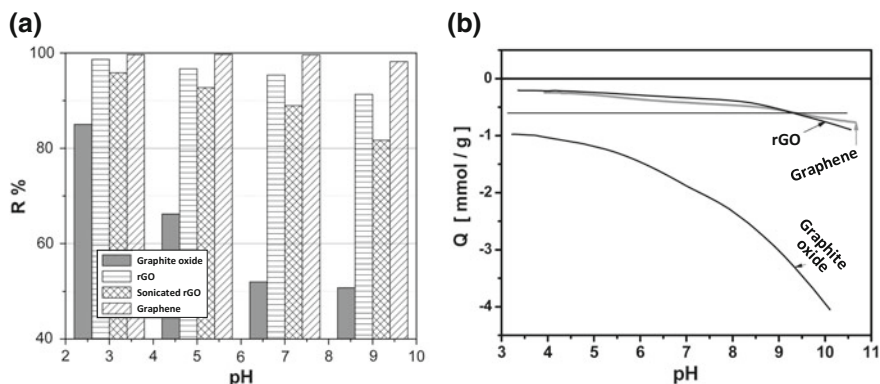 (a)
100
80
60
40
R %
Graphite oxide
rGO
Sonicated rGO
Graphene
2 3 4 5 6 7 8 9 10
pH
(b)
0
-1
-2
-3
-4
Q [ mmol / g ]
rGO
Graphene
Graphite
oxide
3 4 5 6 7 8 9 10 11
pH